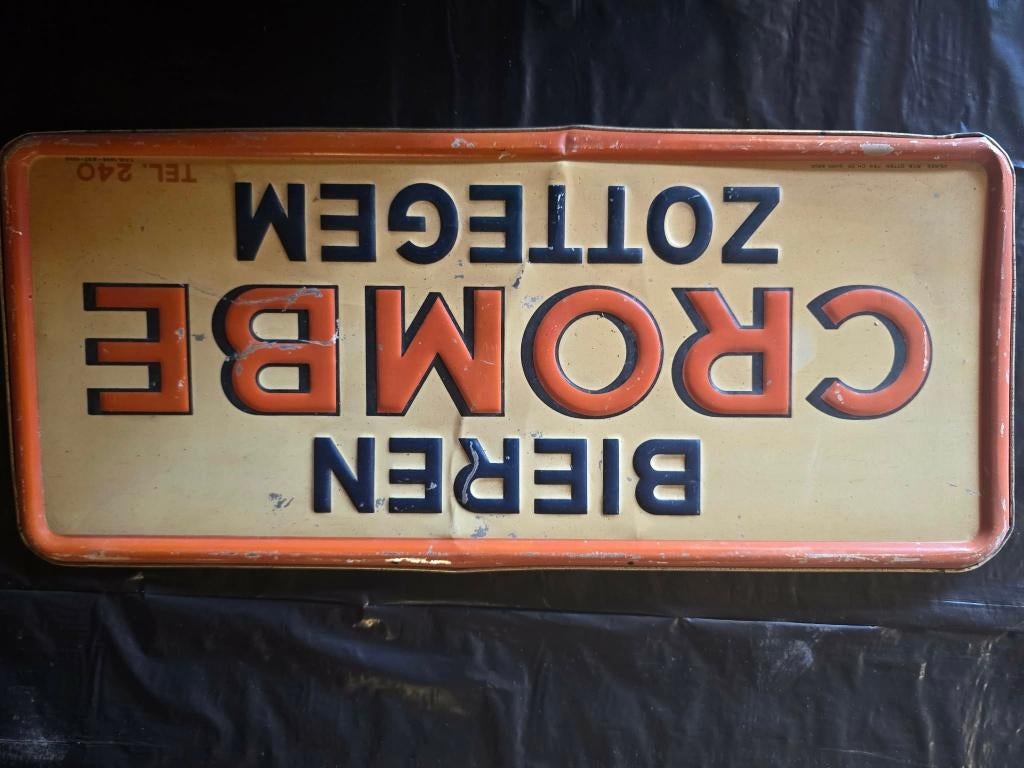 BIEREN
CROMBE
ZOTTEGEM
TEL. 240